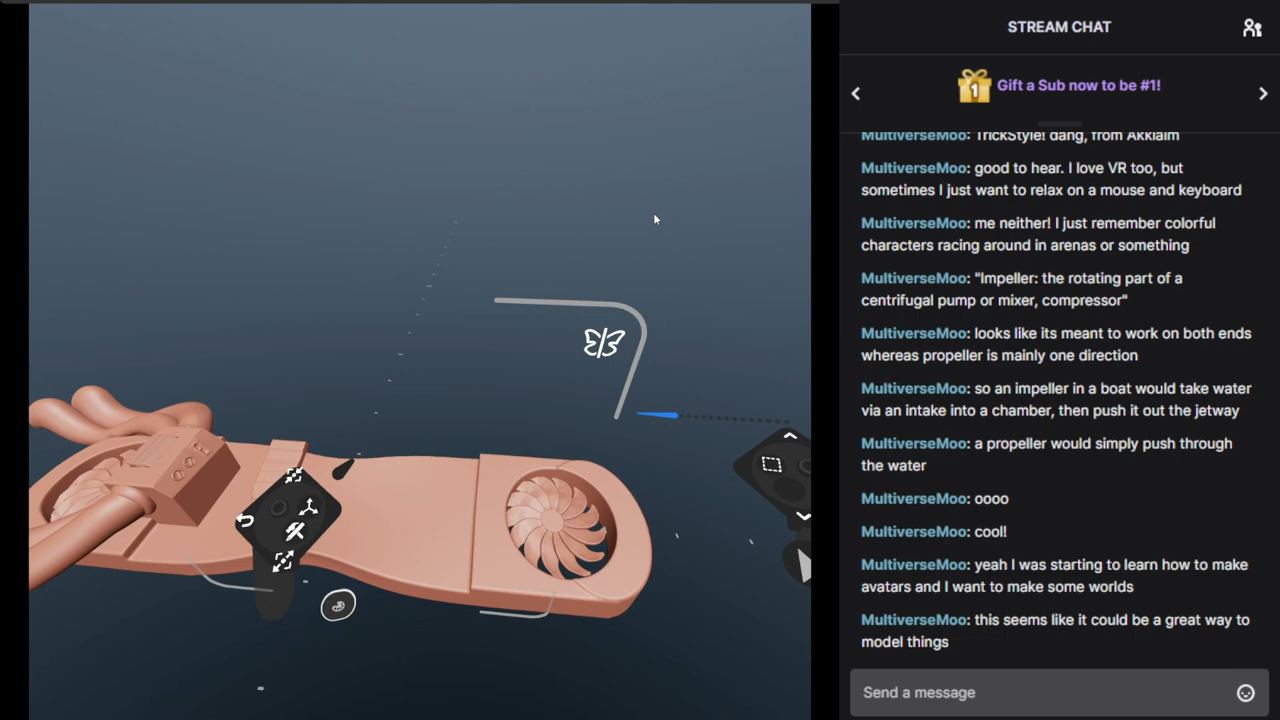 STREAM CHAT
1
Gift a Sub now to be #1!
MultiverseMoo: TrickStyle! dang, from Akklaim
MultiverseMoo: good to hear. I love VR too, but
sometimes I just want to relax on a mouse and keyboard
MultiverseMoo: me neither! I just remember colorful
characters racing around in arenas or something
MultiverseMoo: "Impeller: the rotating part of a
centrifugal pump or mixer, compressor"
MultiverseMoo: looks like its meant to work on both ends
whereas propeller is mainly one direction
MultiverseMoo: so an impeller in a boat would take water
via an intake into a chamber, then push it out the jetway
MultiverseMoo: a propeller would simply push through
the water
MultiverseMoo: oooo
MultiverseMoo: cool!
MultiverseMoo: yeah I was starting to learn how to make
avatars and I want to make some worlds
MultiverseMoo: this seems like it could be a great way to
model things
Send a message